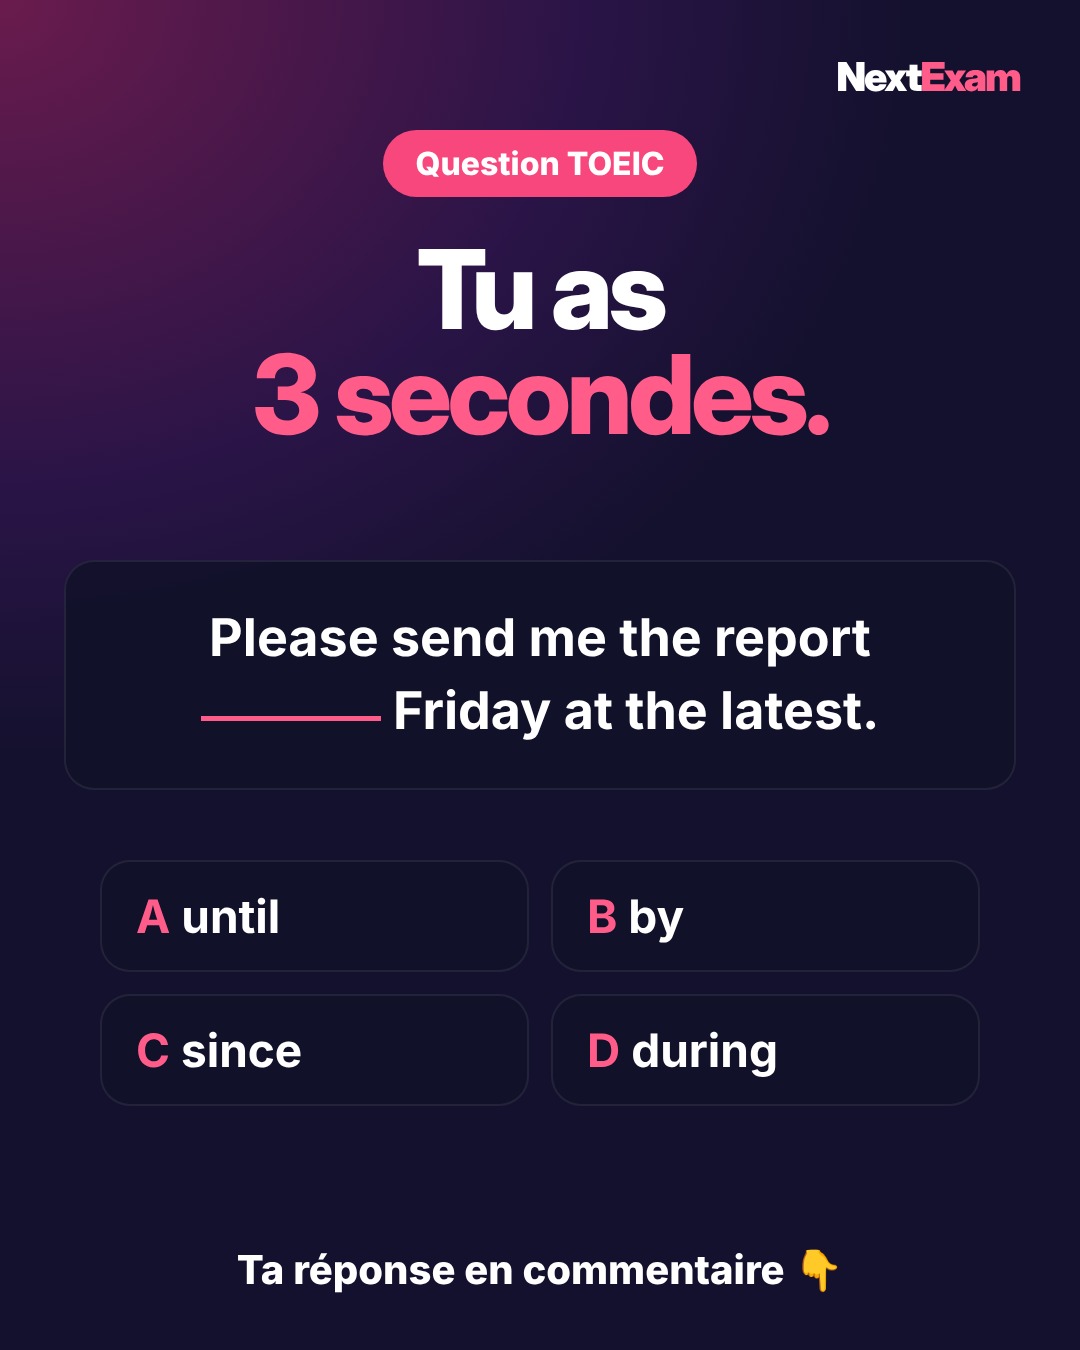 NextExam
Question TOEIC
Tu as
3 secondes.
Please send me the report
______ Friday at the latest.
A until
B by
C since
D during
Ta réponse en commentaire 👇